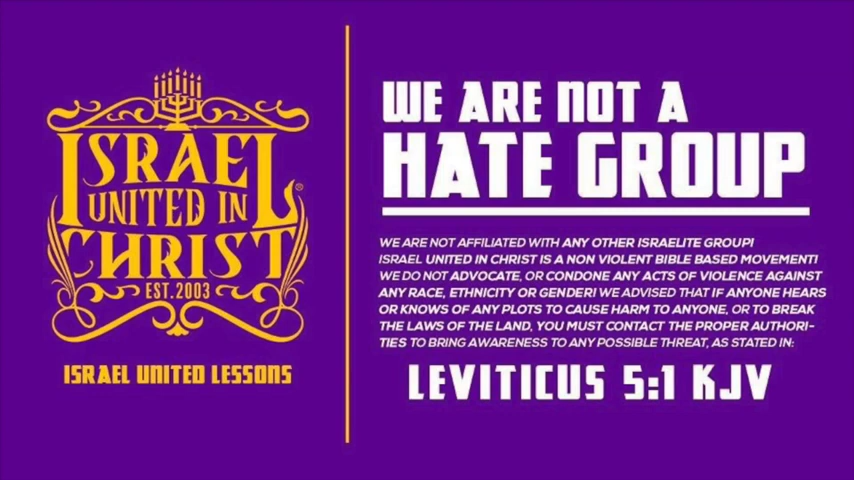 ISRAEL
UNITED IN
CHRIST®
EST.2003
ISRAEL UNITED LESSONS
WE ARE NOT A
HATE GROUP
WE ARE NOT AFFILIATED WITH ANY OTHER ISRAELITE GROUP!
ISRAEL UNITED IN CHRIST IS A NON VIOLENT BIBLE BASED MOVEMENT!
WE DO NOT ADVOCATE, OR CONDONE ANY ACTS OF VIOLENCE AGAINST
ANY RACE, ETHNICITY OR GENDER! WE ADVISED THAT IF ANYONE HEARS
OR KNOWS OF ANY PLOTS TO CAUSE HARM TO ANYONE, OR TO BREAK
THE LAWS OF THE LAND, YOU MUST CONTACT THE PROPER AUTHORI-
TIES TO BRING AWARENESS TO ANY POSSIBLE THREAT, AS STATED IN:
LEVITICUS 5:1 KJV